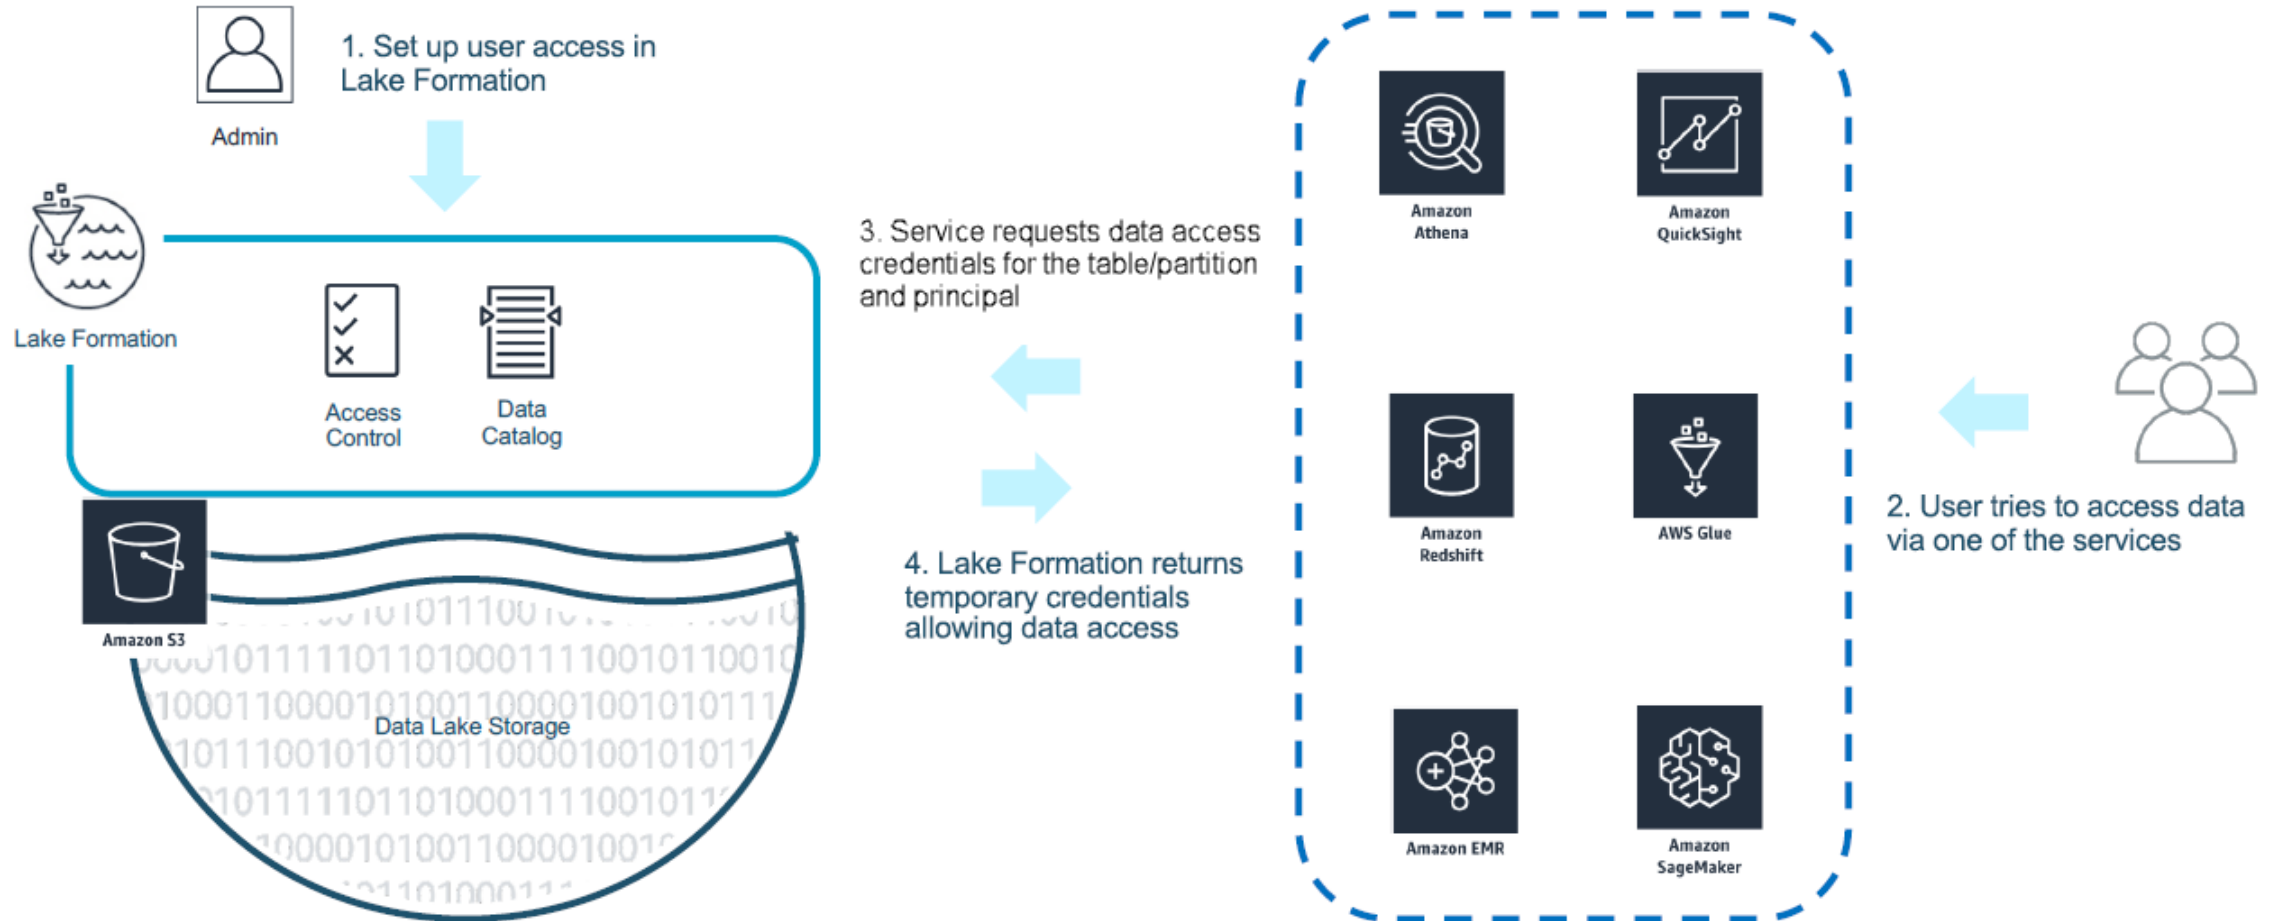 1. Set up user access in
Lake Formation
Admin
Lake Formation
Access
Control
Data
Catalog
3. Service requests data access
credentials for the table/partition
and principal
4. Lake Formation returns
temporary credentials
allowing data access
Amazon S3
Data Lake Storage
Amazon
Athena
Amazon
QuickSight
Amazon
Redshift
AWS Glue
Amazon EMR
Amazon
SageMaker
2. User tries to access data
via one of the services